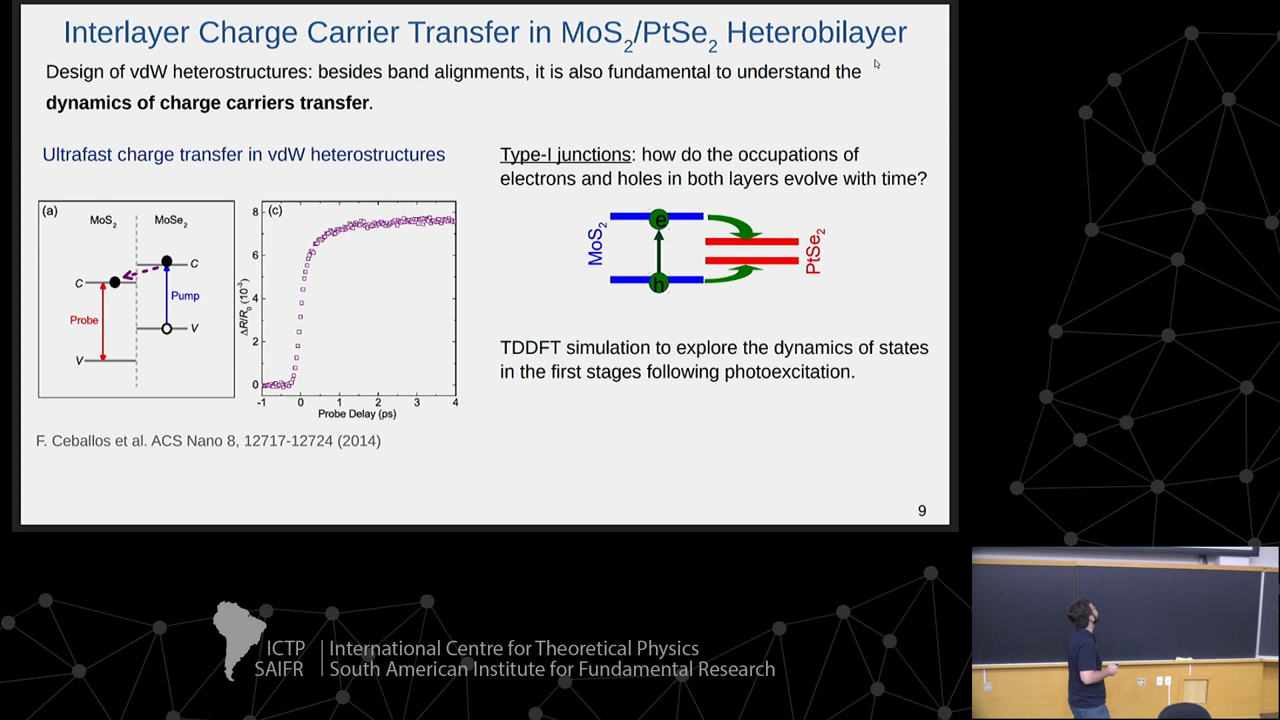 Interlayer Charge Carrier Transfer in MoS2/PtSe2 Heterobilayer
Design of vdW heterostructures: besides band alignments, it is also fundamental to understand the
dynamics of charge carriers transfer.
Ultrafast charge transfer in vdW heterostructures
(a)
MoS2
MoSe2
C
C
Pump
Probe
V
V
(c)
8
6
4
2
0
ΔR/R0 (10-3)
-1
0
1
2
3
4
Probe Delay (ps)
F. Ceballos et al. ACS Nano 8, 12717-12724 (2014)
Type-I junctions: how do the occupations of
electrons and holes in both layers evolve with time?
MoS2
e
h
PtSe2
TDDFT simulation to explore the dynamics of states
in the first stages following photoexcitation.
9
ICTP
SAIFR
International Centre for Theoretical Physics
South American Institute for Fundamental Research